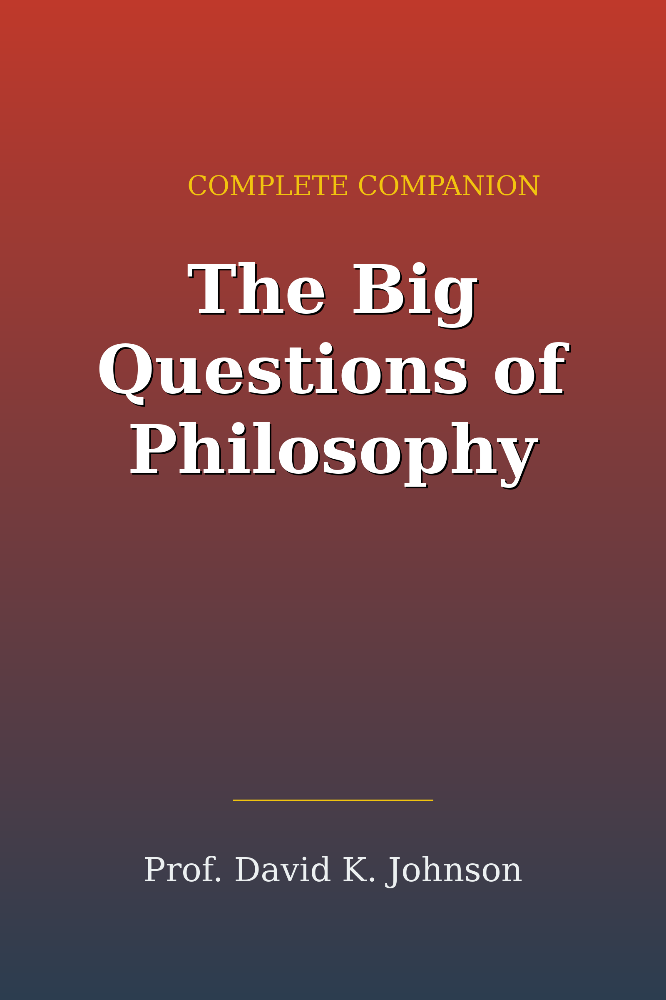 COMPLETE COMPANION
The Big
Questions of
Philosophy
Prof. David K. Johnson